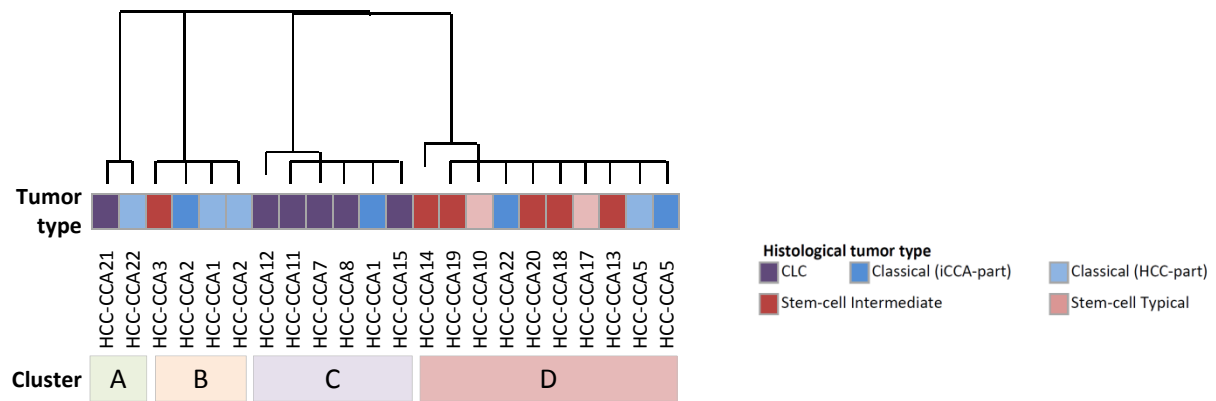 Tumor
type
HCC-CCA21
HCC-CCA22
HCC-CCA3
HCC-CCA2
HCC-CCA1
HCC-CCA2
HCC-CCA12
HCC-CCA11
HCC-CCA7
HCC-CCA8
HCC-CCA1
HCC-CCA15
HCC-CCA14
HCC-CCA19
HCC-CCA10
HCC-CCA22
HCC-CCA20
HCC-CCA18
HCC-CCA17
HCC-CCA13
HCC-CCA5
HCC-CCA5
Cluster A B C D
Histological tumor type
CLC Classical (iCCA-part) Classical (HCC-part)
Stem-cell Intermediate Stem-cell Typical